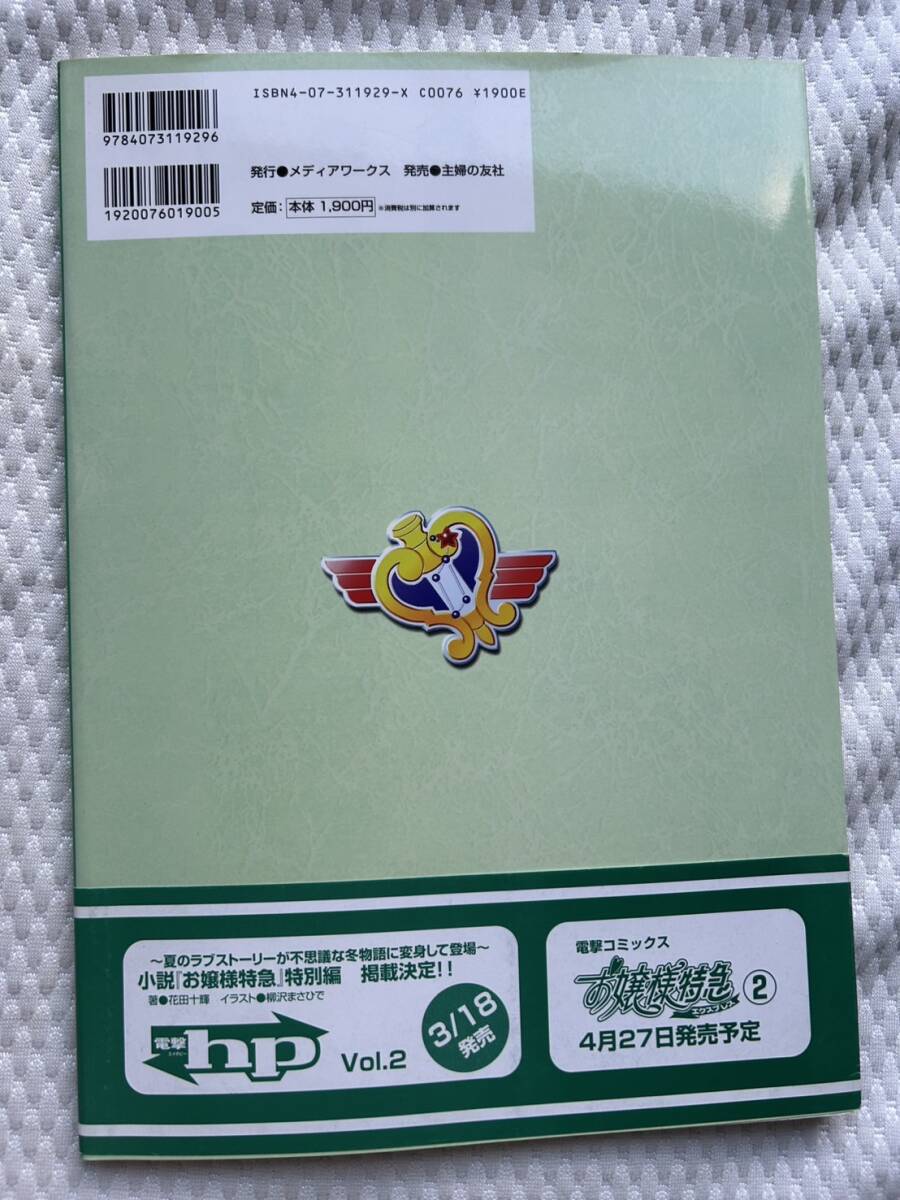 ISBN4-07-311929-X C0076 ¥1900E
9784073119296
発行●メディアワークス 発売●主婦の友社
1920076019005
定価：本体 1,900円 ※消費税は別に加算されます
～夏のラブストーリーが不思議な冬物語に変身して登場～
小説『お嬢様特急』特別編 掲載決定!!
著●花田十輝 イラスト●柳沢まさひで
電撃hp
Vol.2
3/18
発売
電撃コミックス
お嬢様特急
エクスプレス
2
4月27日発売予定